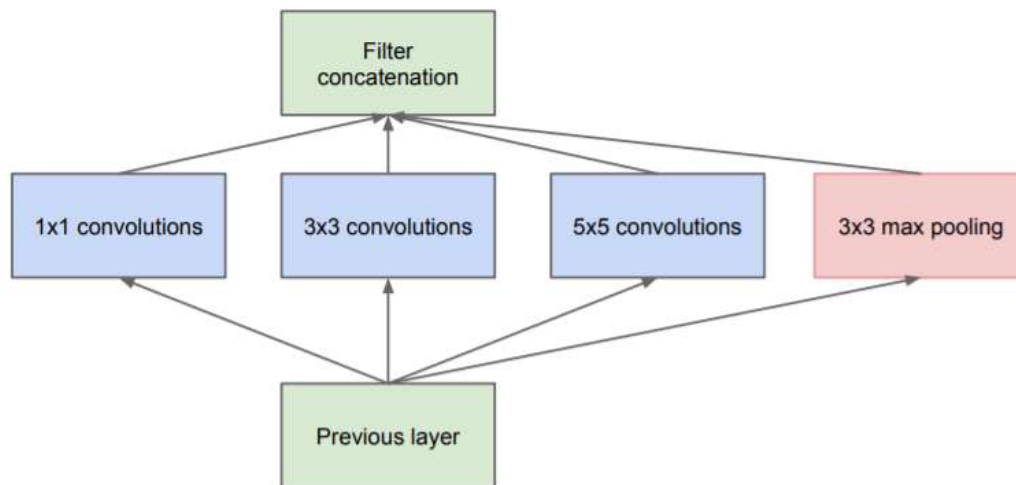 Filter
concatenation
1x1 convolutions
3x3 convolutions
5x5 convolutions
3x3 max pooling
Previous layer